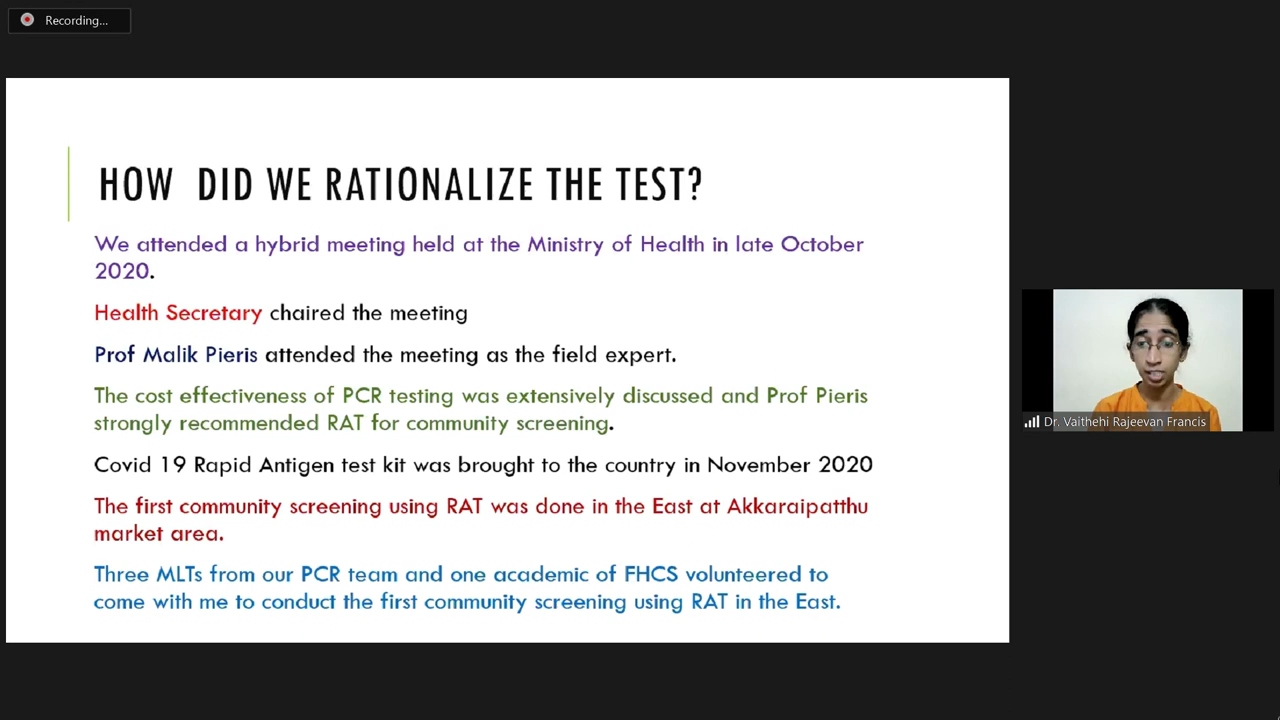 Recording...
HOW DID WE RATIONALIZE THE TEST?
We attended a hybrid meeting held at the Ministry of Health in late October
2020.
Health Secretary chaired the meeting
Prof Malik Pieris attended the meeting as the field expert.
The cost effectiveness of PCR testing was extensively discussed and Prof Pieris
strongly recommended RAT for community screening.
Covid 19 Rapid Antigen test kit was brought to the country in November 2020
The first community screening using RAT was done in the East at Akkaraipatthu
market area.
Three MLTs from our PCR team and one academic of FHCS volunteered to
come with me to conduct the first community screening using RAT in the East.
Dr. Vaithehi Rajeevan Francis